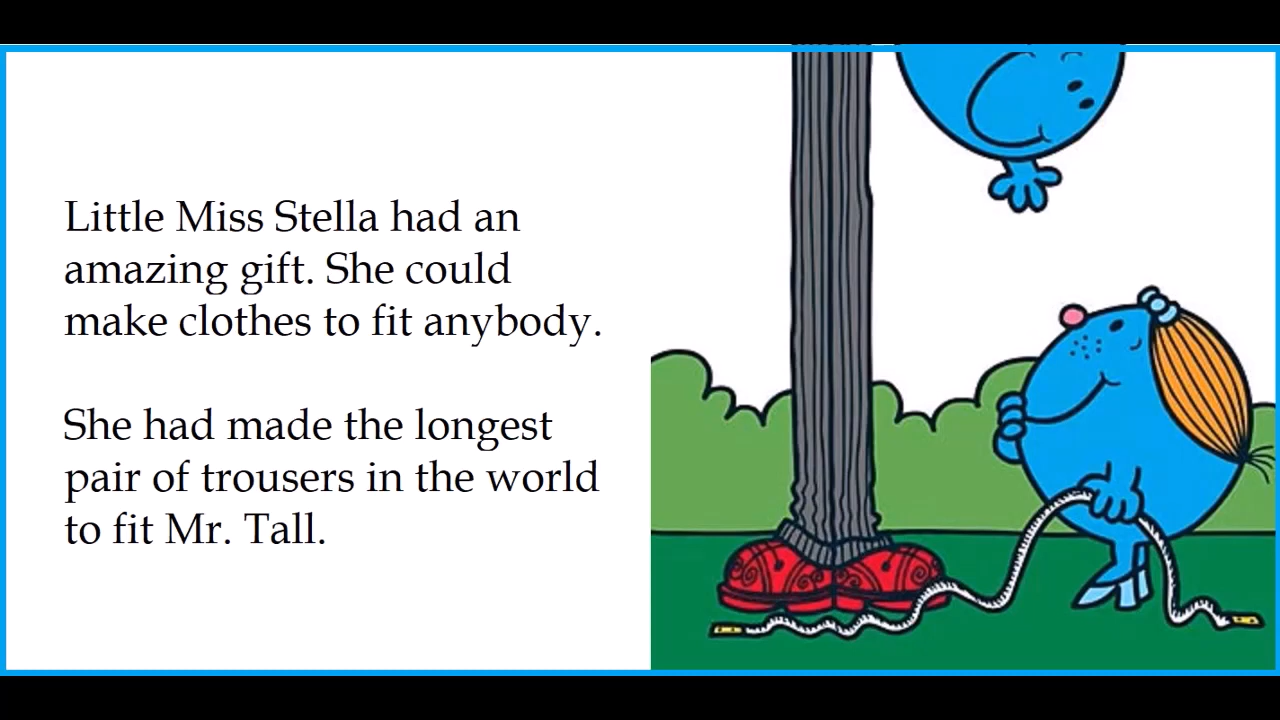 Little Miss Stella had an
amazing gift. She could
make clothes to fit anybody.
She had made the longest
pair of trousers in the world
to fit Mr. Tall.